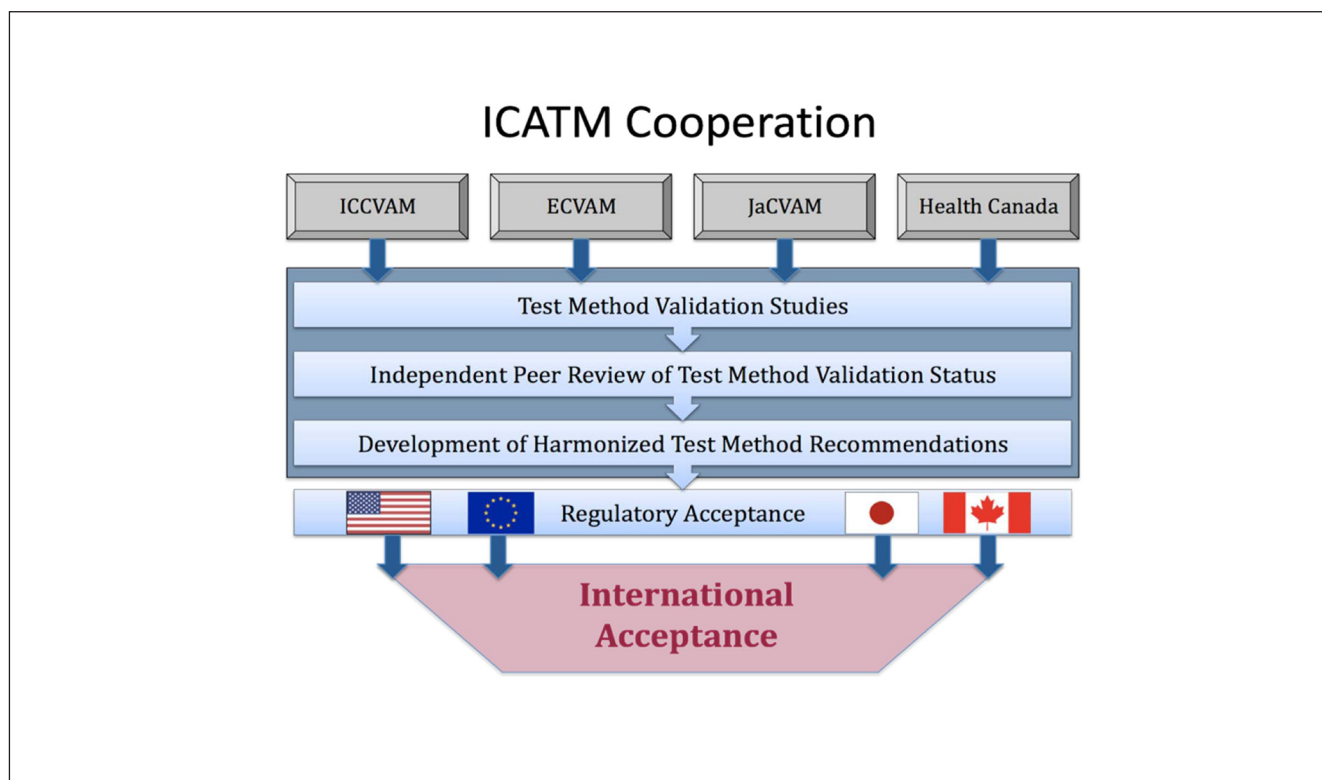 ICATM Cooperation
ICCVAM
ECVAM
JaCVAM
Health Canada
Test Method Validation Studies
Independent Peer Review of Test Method Validation Status
Development of Harmonized Test Method Recommendations
Regulatory Acceptance
International
Acceptance